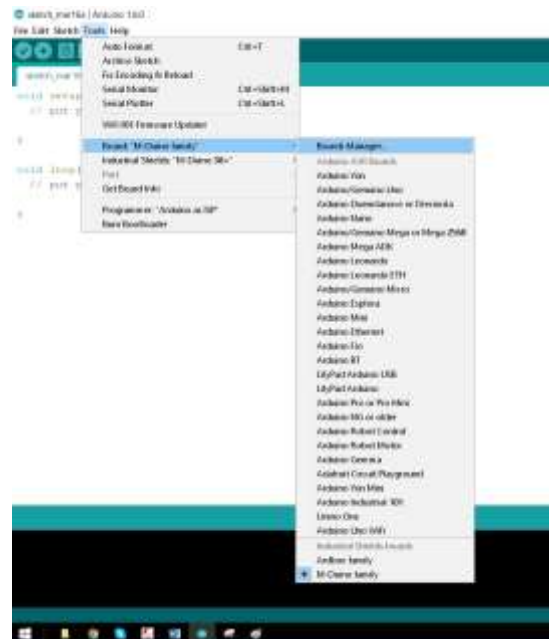 Arduino 1.8.1
File Edit Sketch Tools Help
Auto Format Ctrl+T
Archive Sketch
Fix Encoding & Reload
Serial Monitor Ctrl+Shift+M
Serial Plotter Ctrl+Shift+L
WiFi101 Firmware Updater
Board: "M-Duino family"
Industrial Shields: "M-Duino
Port
Get Board Info
Programmer: "Arduino as ISP"
Burn Bootloader
void setup
// put
}
void loop(
// put
}
Boards Manager...
Arduino AVR Boards
Arduino Yún
Arduino/Genuino Uno
Arduino Duemilanove or Diecimila
Arduino Nano
Arduino/Genuino Mega or Mega 2560
Arduino Mega ADK
Arduino Leonardo
Arduino Leonardo ETH
Arduino/Genuino Micro
Arduino Esplora
Arduino Mini
Arduino Ethernet
Arduino Fio
Arduino BT
LilyPad Arduino USB
LilyPad Arduino
Arduino Pro or Pro Mini
Arduino NG or older
Arduino Robot Control
Arduino Robot Motor
Arduino Gemma
Adafruit Circuit Playground
Arduino Yún Mini
Arduino Industrial 101
Linino One
Arduino Uno WiFi
Industrial Shields boards
Ardbox family
M-Duino family